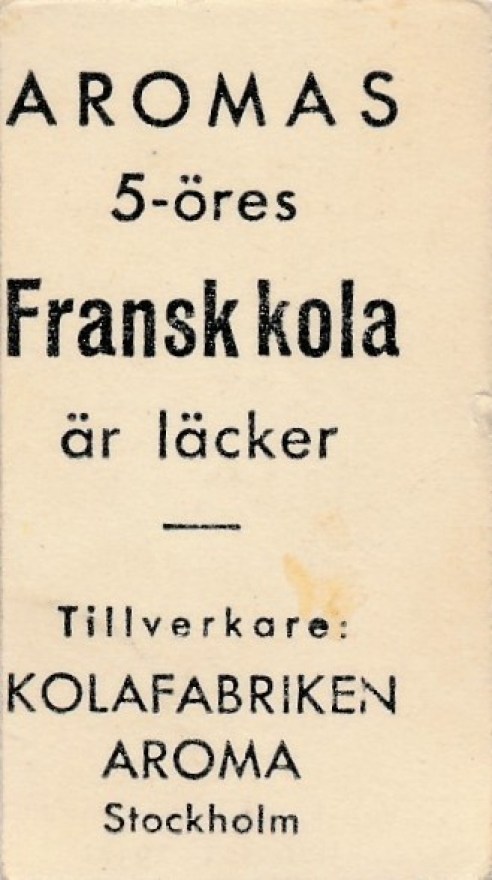 AROMAS
5-öres
Fransk kola
är läcker
Tillverkare:
KOLAFABRIKEN
AROMA
Stockholm